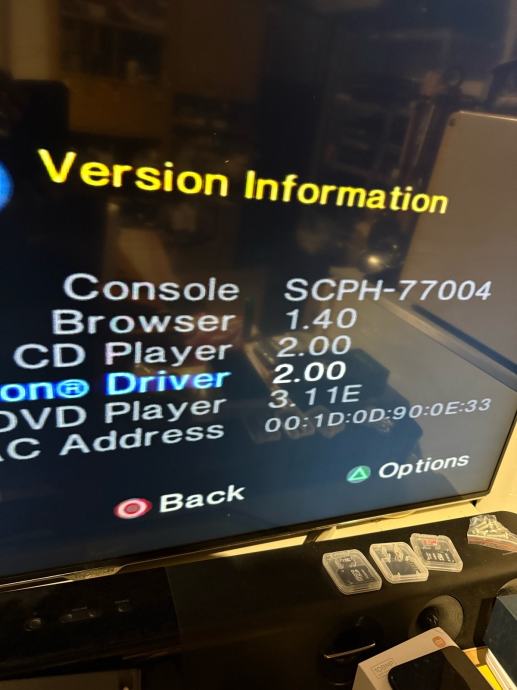 Version Information
Console SCPH-77004
Browser 1.40
CD Player 2.00
on® Driver 2.00
DVD Player 3.11E
AC Address 00:1D:0D:90:0E:33
Back
Options